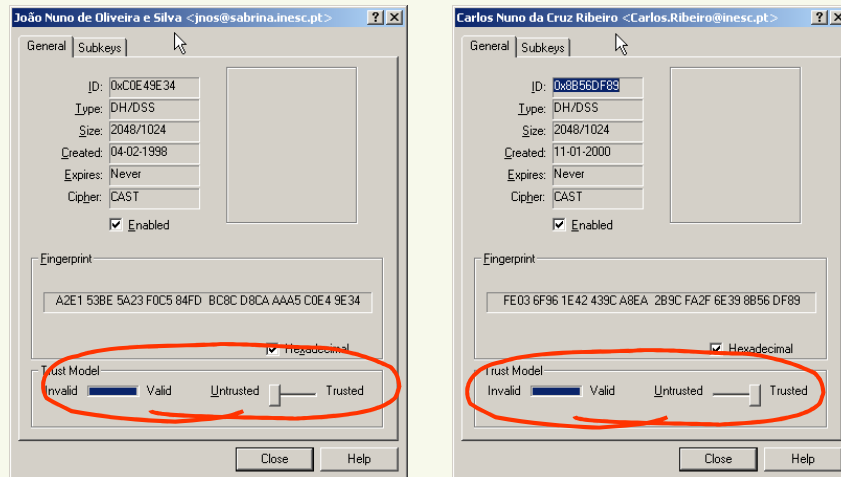 João Nuno de Oliveira e Silva <jnos@sabrina.inesc.pt>
General Subkeys
ID: 0xC0E49E34
Type: DH/DSS
Size: 2048/1024
Created: 04-02-1998
Expires: Never
Cipher: CAST
Enabled
Fingerprint
A2E1 53BE 5A23 F0C5 84FD BC8C D8CA AAA5 C0E4 9E34
Hexadecimal
Trust Model
Invalid Valid Untrusted Trusted
Close Help
Carlos Nuno da Cruz Ribeiro <Carlos.Ribeiro@inesc.pt>
General Subkeys
ID: 0x8B56DF89
Type: DH/DSS
Size: 2048/1024
Created: 11-01-2000
Expires: Never
Cipher: CAST
Enabled
Fingerprint
FE03 6F96 1E42 439C A8EA 2B9C FA2F 6E39 8B56 DF89
Hexadecimal
Trust Model
Invalid Valid Untrusted Trusted
Close Help